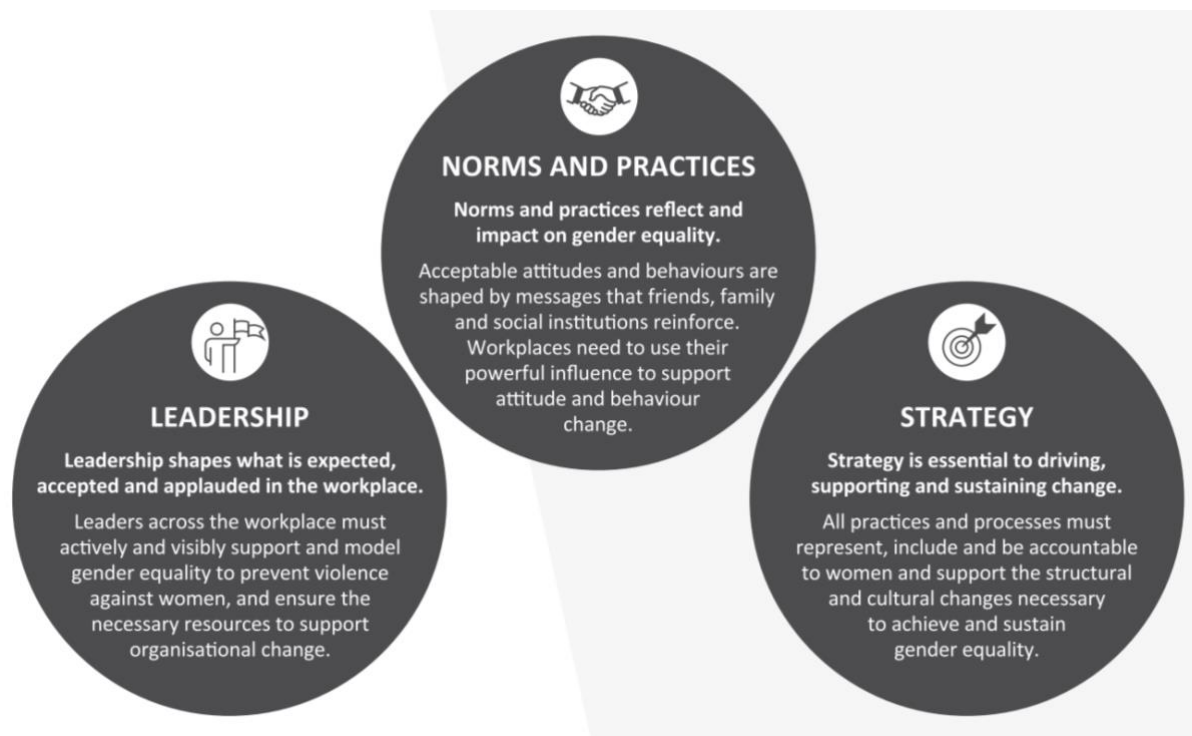 NORMS AND PRACTICES
Norms and practices reflect and
impact on gender equality.
Acceptable attitudes and behaviours are
shaped by messages that friends, family
and social institutions reinforce.
Workplaces need to use their
powerful influence to support
attitude and behaviour
change.
LEADERSHIP
Leadership shapes what is expected,
accepted and applauded in the workplace.
Leaders across the workplace must
actively and visibly support and model
gender equality to prevent violence
against women, and ensure the
necessary resources to support
organisational change.
STRATEGY
Strategy is essential to driving,
supporting and sustaining change.
All practices and processes must
represent, include and be accountable
to women and support the structural
and cultural changes necessary
to achieve and sustain
gender equality.